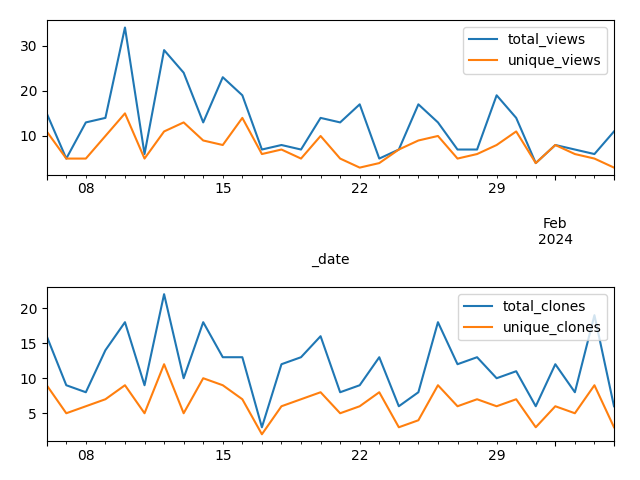 30
20
10
total_views
unique_views
08
15
22
29
Feb
2024
_date
20
15
10
5
total_clones
unique_clones
08
15
22
29